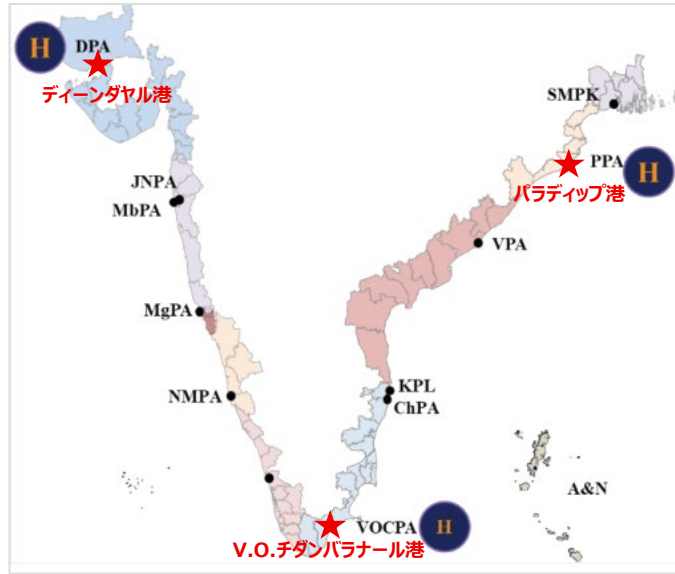 H
DPA
ディーンダヤル港
SMPK
PPA
H
パラディップ港
JNPA
MbPA
VPA
MgPA
KPL
NMPA
ChPA
A&N
VOCPA
H
V.O.チダンバラナール港